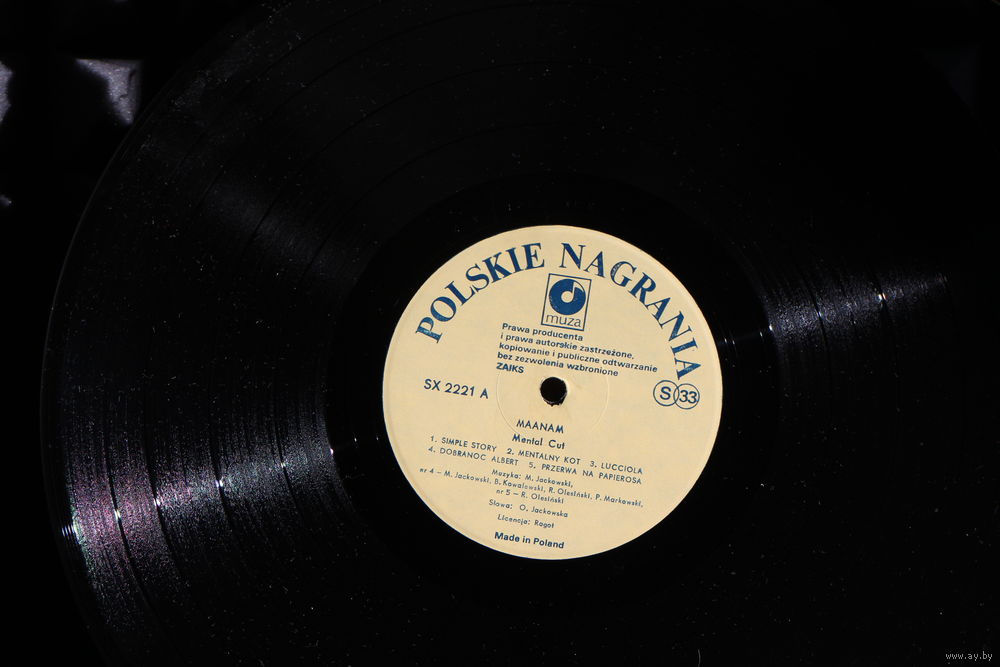 POLSKIE NAGRANIA
muza
Prawa producenta
i prawa autorskie zastrzeżone,
kopiowanie i publiczne odtwarzanie
bez zezwolenia wzbronione
ZAIKS
SX 2221 A
S 33
MAANAM
Mental Cut
1. SIMPLE STORY 2. MENTALNY KOT 3. LUCCIOLA
4. DOBRANOC ALBERT 5. PRZERWA NA PAPIEROSA
Muzyka: M. Jackowski,
nr 4 — M. Jackowski, B. Kowalewski, R. Olesiński, P. Markowski,
nr 5 — R. Olesiński
Słowa: O. Jackowska
Licencja: Rogot
Made in Poland
www.ay.by